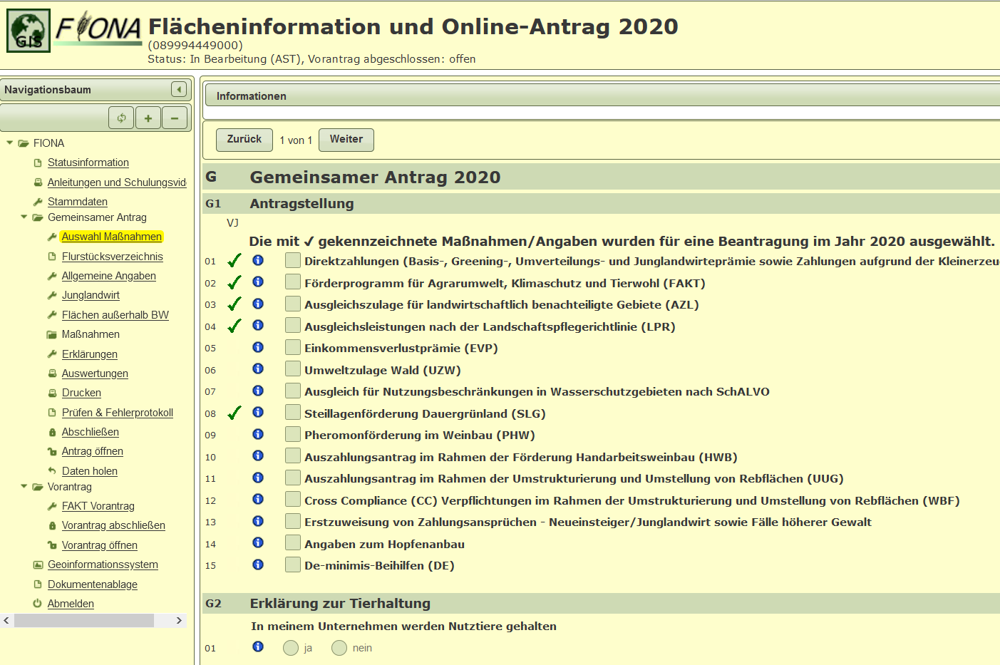 GIS
FIONA
Flächeninformation und Online-Antrag 2020
(089994449000)
Status: In Bearbeitung (AST), Vorantrag abgeschlossen: offen
Navigationsbaum
FIONA
Statusinformation
Anleitungen und Schulungsvid
Stammdaten
Gemeinsamer Antrag
Auswahl Maßnahmen
Flurstücksverzeichnis
Allgemeine Angaben
Junglandwirt
Flächen außerhalb BW
Maßnahmen
Erklärungen
Auswertungen
Drucken
Prüfen & Fehlerprotokoll
Abschließen
Antrag öffnen
Daten holen
Vorantrag
FAKT Vorantrag
Vorantrag abschließen
Vorantrag öffnen
Geoinformationssystem
Dokumentenablage
Abmelden
Informationen
Zurück 1 von 1 Weiter
G Gemeinsamer Antrag 2020
G1 Antragstellung
VJ
Die mit ✓ gekennzeichnete Maßnahmen/Angaben wurden für eine Beantragung im Jahr 2020 ausgewählt.
01 ✓ Direktzahlungen (Basis-, Greening-, Umverteilungs- und Junglandwirteprämie sowie Zahlungen aufgrund der Kleinerzeu
02 ✓ Förderprogramm für Agrarumwelt, Klimaschutz und Tierwohl (FAKT)
03 ✓ Ausgleichszulage für landwirtschaftlich benachteiligte Gebiete (AZL)
04 ✓ Ausgleichsleistungen nach der Landschaftspflegerichtlinie (LPR)
05 Einkommensverlustprämie (EVP)
06 Umweltzulage Wald (UZW)
07 Ausgleich für Nutzungsbeschränkungen in Wasserschutzgebieten nach SchALVO
08 ✓ Steillagenförderung Dauergrünland (SLG)
09 Pheromonförderung im Weinbau (PHW)
10 Auszahlungsantrag im Rahmen der Förderung Handarbeitsweinbau (HWB)
11 Auszahlungsantrag im Rahmen der Umstrukturierung und Umstellung von Rebflächen (UUG)
12 Cross Compliance (CC) Verpflichtungen im Rahmen der Umstrukturierung und Umstellung von Rebflächen (WBF)
13 Erstzuweisung von Zahlungsansprüchen - Neueinsteiger/Junglandwirt sowie Fälle höherer Gewalt
14 Angaben zum Hopfenanbau
15 De-minimis-Beihilfen (DE)
G2 Erklärung zur Tierhaltung
In meinem Unternehmen werden Nutztiere gehalten
01 ja nein